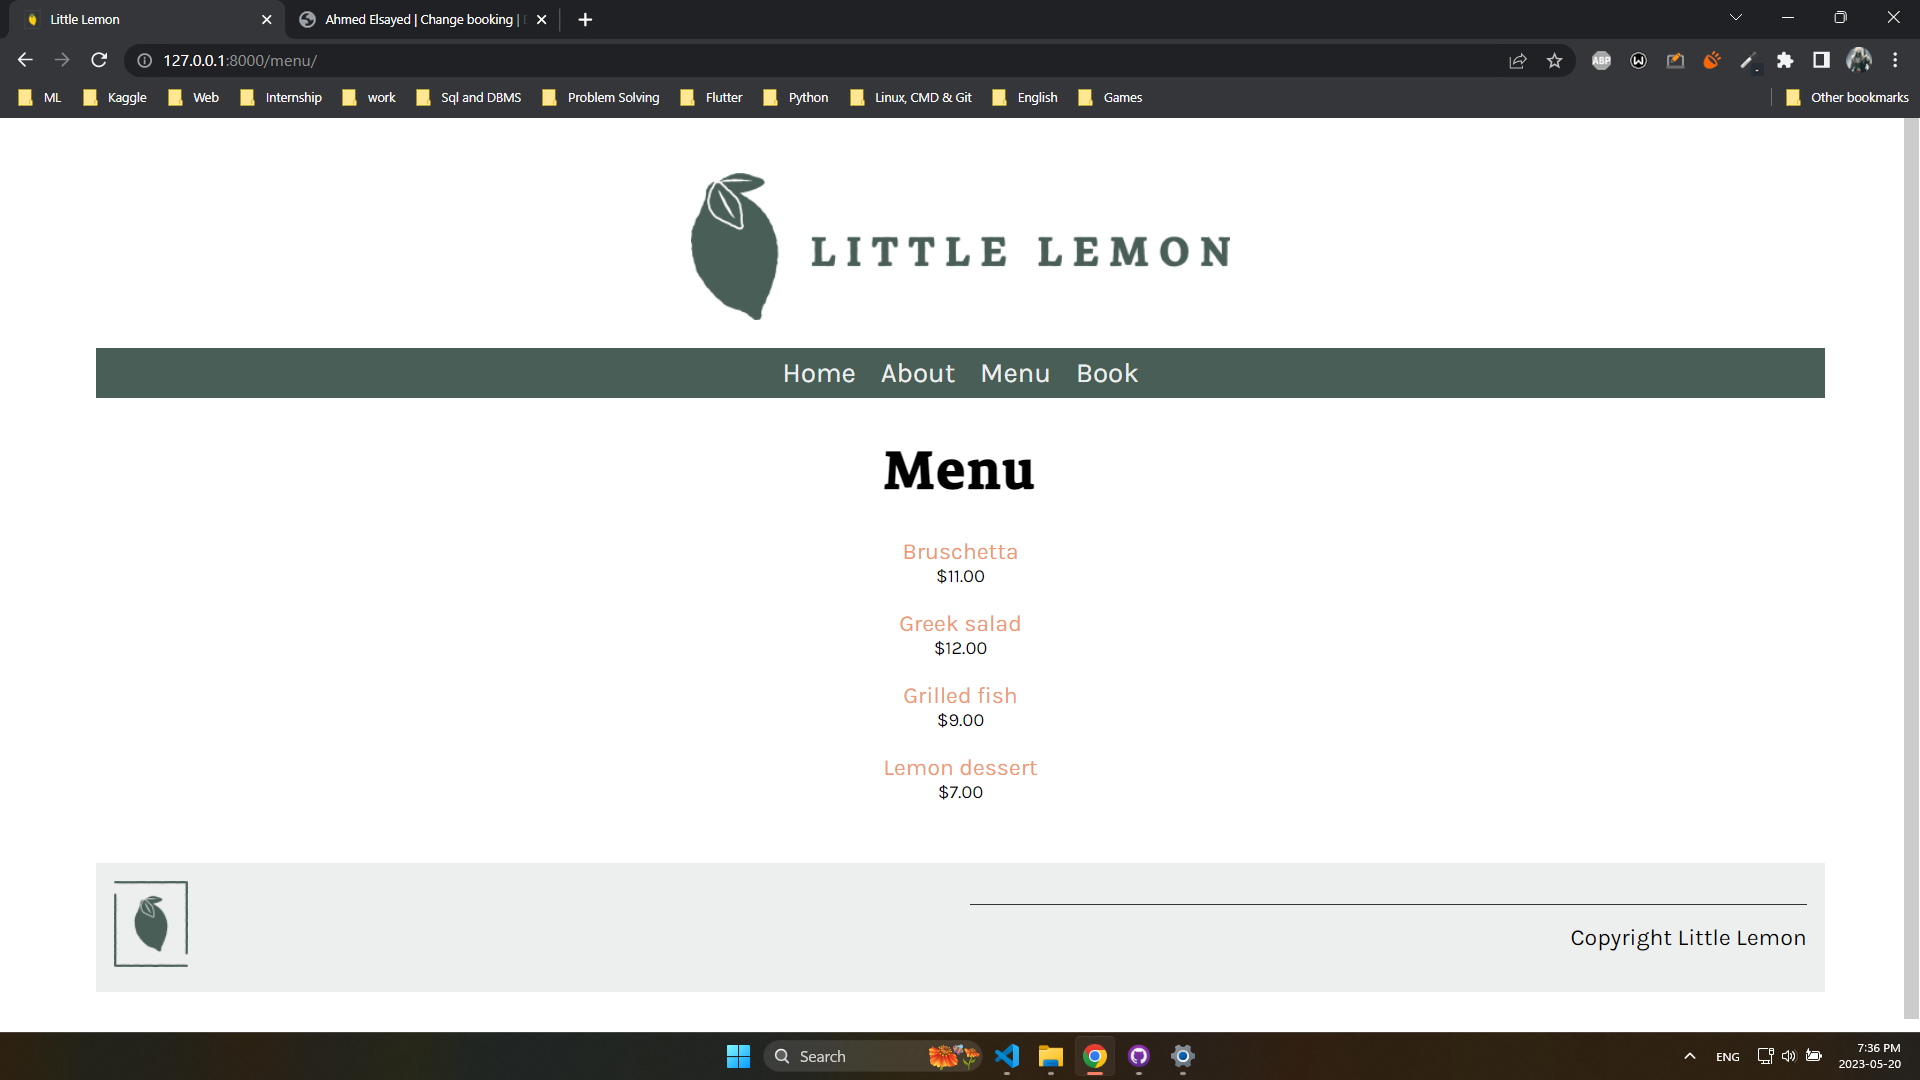 Little Lemon
Ahmed Elsayed | Change booking |
127.0.0.1:8000/menu/
ABP
ML Kaggle Web Internship work Sql and DBMS Problem Solving Flutter Python Linux, CMD & Git English Games Other bookmarks
LITTLE LEMON
Home About Menu Book
Menu
Bruschetta
$11.00
Greek salad
$12.00
Grilled fish
$9.00
Lemon dessert
$7.00
Copyright Little Lemon
Search
ENG
7:36 PM
2023-05-20